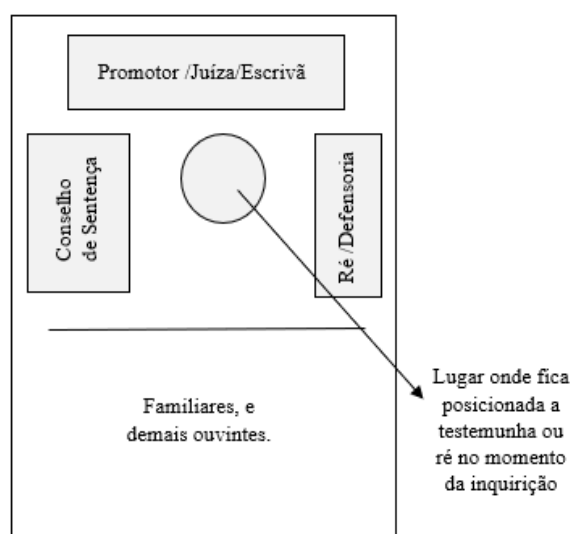 Promotor /Juíza/Escrivã
Conselho
de Sentença
Ré /Defensoria
Familiares, e
demais ouvintes.
Lugar onde fica
posicionada a
testemunha ou
ré no momento
da inquirição